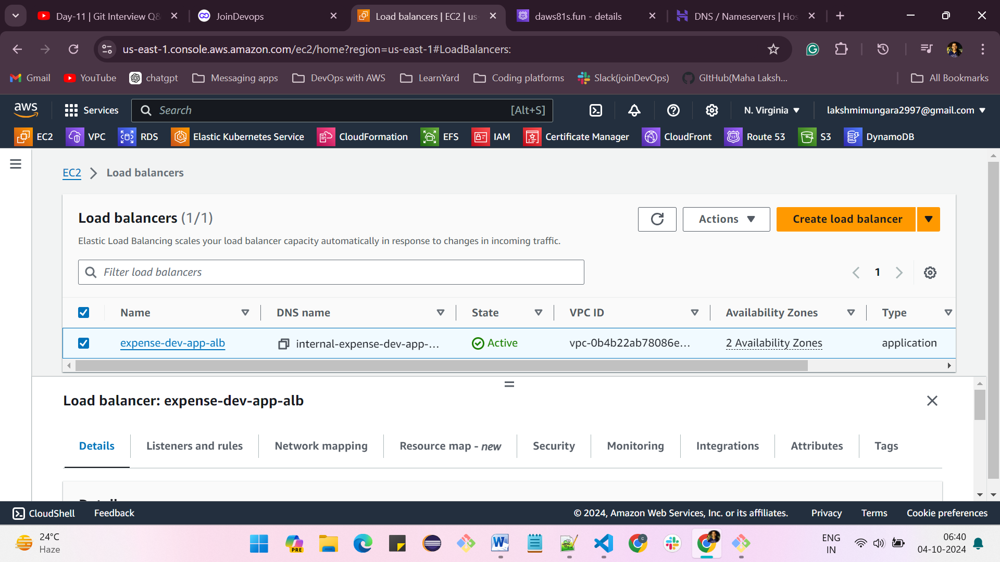 Day-11 | Git Interview Q&
JoinDevops
Load balancers | EC2 | us-
daws81s.fun - details
DNS / Nameservers | Hos
us-east-1.console.aws.amazon.com/ec2/home?region=us-east-1#LoadBalancers:
Gmail
YouTube
chatgpt
Messaging apps
DevOps with AWS
LearnYard
Coding platforms
Slack(joinDevOps)
GItHub(Maha Laksh...
All Bookmarks
aws
Services
Search
[Alt+S]
N. Virginia
lakshmimungara2997@gmail.com
EC2
VPC
RDS
Elastic Kubernetes Service
CloudFormation
EFS
IAM
Certificate Manager
CloudFront
Route 53
S3
DynamoDB
EC2
Load balancers
Load balancers (1/1)
Actions
Create load balancer
Elastic Load Balancing scales your load balancer capacity automatically in response to changes in incoming traffic.
Filter load balancers
1
Name
DNS name
State
VPC ID
Availability Zones
Type
expense-dev-app-alb
internal-expense-dev-app-...
Active
vpc-0b4b22ab78086e...
2 Availability Zones
application
Load balancer: expense-dev-app-alb
Details
Listeners and rules
Network mapping
Resource map - new
Security
Monitoring
Integrations
Attributes
Tags
CloudShell
Feedback
© 2024, Amazon Web Services, Inc. or its affiliates.
Privacy
Terms
Cookie preferences
24°C
Haze
PRE
ENG
IN
06:40
04-10-2024